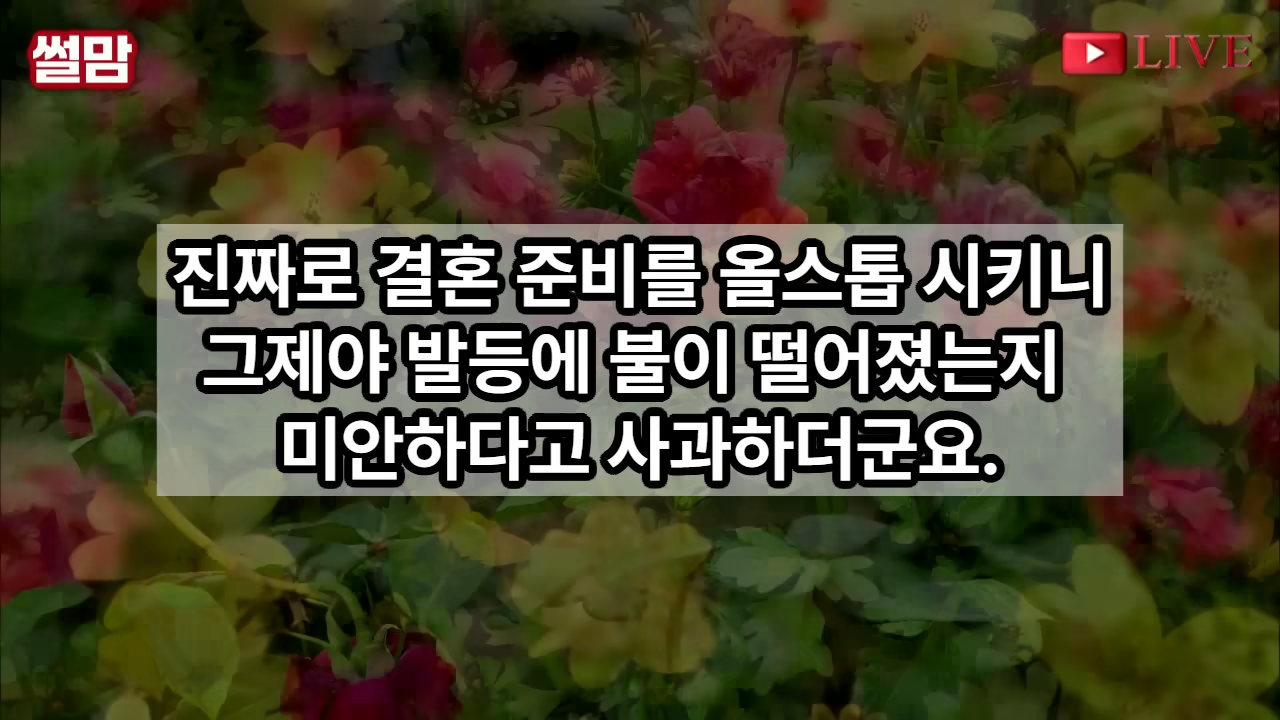 썰맘
LIVE
진짜로 결혼 준비를 올스톱 시키니
그제야 발등에 불이 떨어졌는지
미안하다고 사과하더군요.